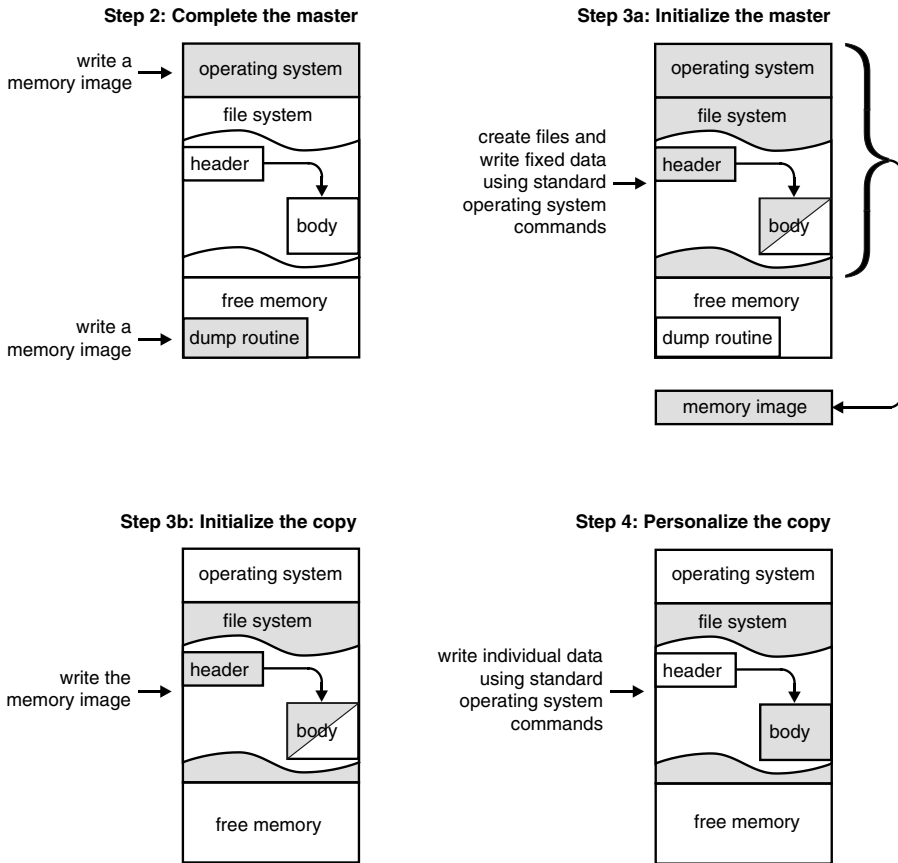 Step 2: Complete the master
write a
memory image
operating system
file system
header
body
free memory
write a
memory image
dump routine
Step 3a: Initialize the master
operating system
file system
create files and
write fixed data
using standard
operating system
commands
header
body
free memory
dump routine
memory image
Step 3b: Initialize the copy
operating system
file system
write the
memory image
header
body
free memory
Step 4: Personalize the copy
operating system
file system
write individual data
using standard
operating system
commands
header
body
free memory